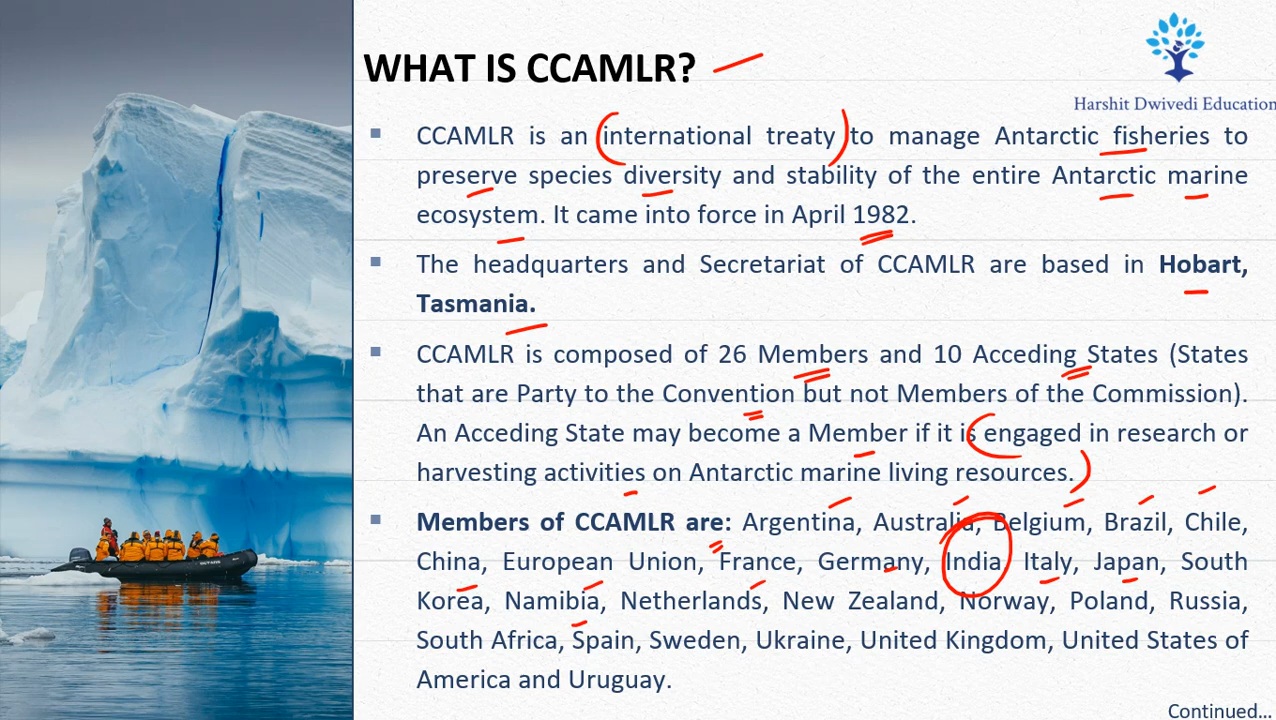 WHAT IS CCAMLR?
Harshit Dwivedi Education
▪ CCAMLR is an international treaty to manage Antarctic fisheries to
preserve species diversity and stability of the entire Antarctic marine
ecosystem. It came into force in April 1982.
▪ The headquarters and Secretariat of CCAMLR are based in Hobart,
Tasmania.
▪ CCAMLR is composed of 26 Members and 10 Acceding States (States
that are Party to the Convention but not Members of the Commission).
An Acceding State may become a Member if it is engaged in research or
harvesting activities on Antarctic marine living resources.
▪ Members of CCAMLR are: Argentina, Australia, Belgium, Brazil, Chile,
China, European Union, France, Germany, India, Italy, Japan, South
Korea, Namibia, Netherlands, New Zealand, Norway, Poland, Russia,
South Africa, Spain, Sweden, Ukraine, United Kingdom, United States of
America and Uruguay.
Continued...